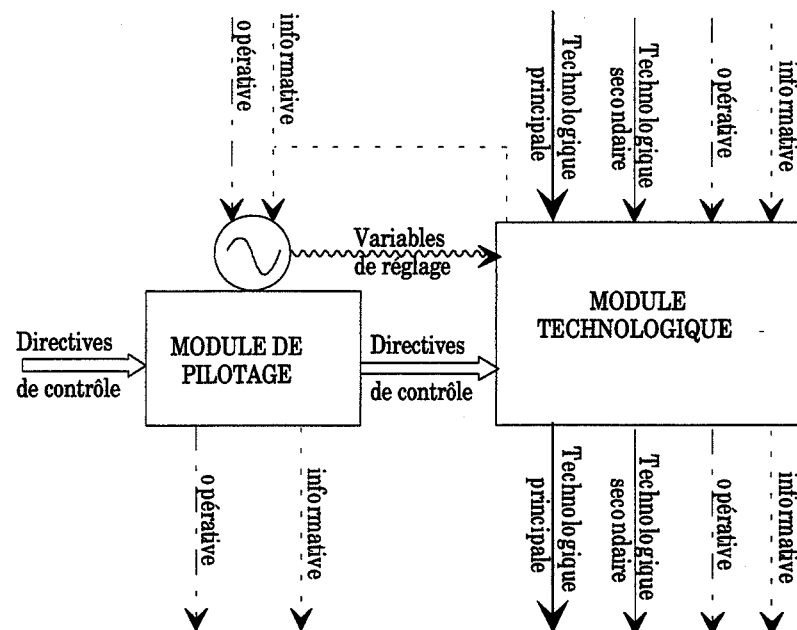 opérative
informative
Technologique
principale
Technologique
secondaire
opérative
informative
Variables
de réglage
MODULE
TECHNOLOGIQUE
Directives
de contrôle
MODULE DE
PILOTAGE
Directives
de contrôle
opérative
informative
Technologique
principale
Technologique
secondaire
opérative
informative